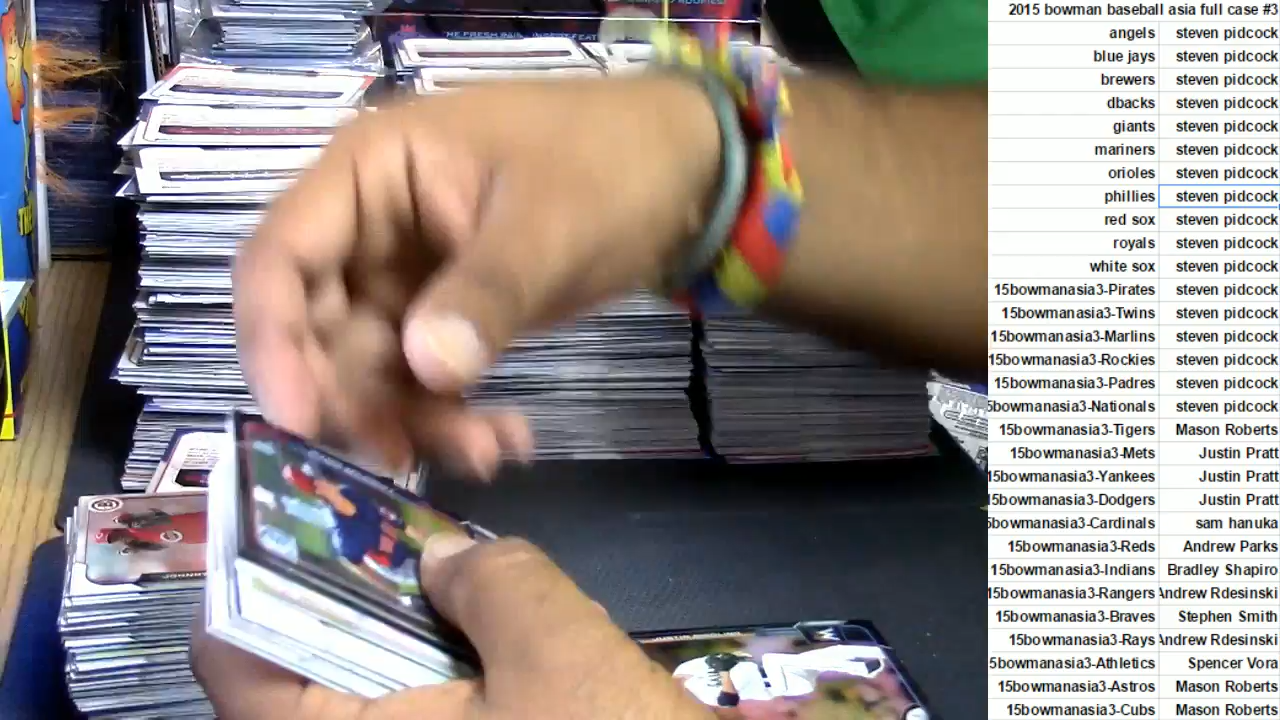 2015 bowman baseball asia full case #3
angels steven pidcock
blue jays steven pidcock
brewers steven pidcock
dbacks steven pidcock
giants steven pidcock
mariners steven pidcock
orioles steven pidcock
phillies steven pidcock
red sox steven pidcock
royals steven pidcock
white sox steven pidcock
15bowmanasia3-Pirates steven pidcock
15bowmanasia3-Twins steven pidcock
15bowmanasia3-Marlins steven pidcock
15bowmanasia3-Rockies steven pidcock
15bowmanasia3-Padres steven pidcock
5bowmanasia3-Nationals steven pidcock
15bowmanasia3-Tigers Mason Roberts
15bowmanasia3-Mets Justin Pratt
15bowmanasia3-Yankees Justin Pratt
15bowmanasia3-Dodgers Justin Pratt
5bowmanasia3-Cardinals sam hanuka
15bowmanasia3-Reds Andrew Parks
15bowmanasia3-Indians Bradley Shapiro
15bowmanasia3-Rangers Andrew Rdesinski
15bowmanasia3-Braves Stephen Smith
15bowmanasia3-Rays Andrew Rdesinski
5bowmanasia3-Athletics Spencer Vora
15bowmanasia3-Astros Mason Roberts
15bowmanasia3-Cubs Mason Roberts